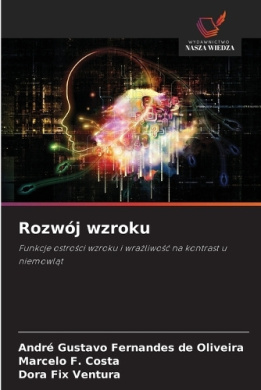 WYDAWNICTWO
NASZA WIEDZA
Rozwój wzroku
Funkcje ostrości wzroku i wrażliwość na kontrast u
niemowląt
André Gustavo Fernandes de Oliveira
Marcelo F. Costa
Dora Fix Ventura